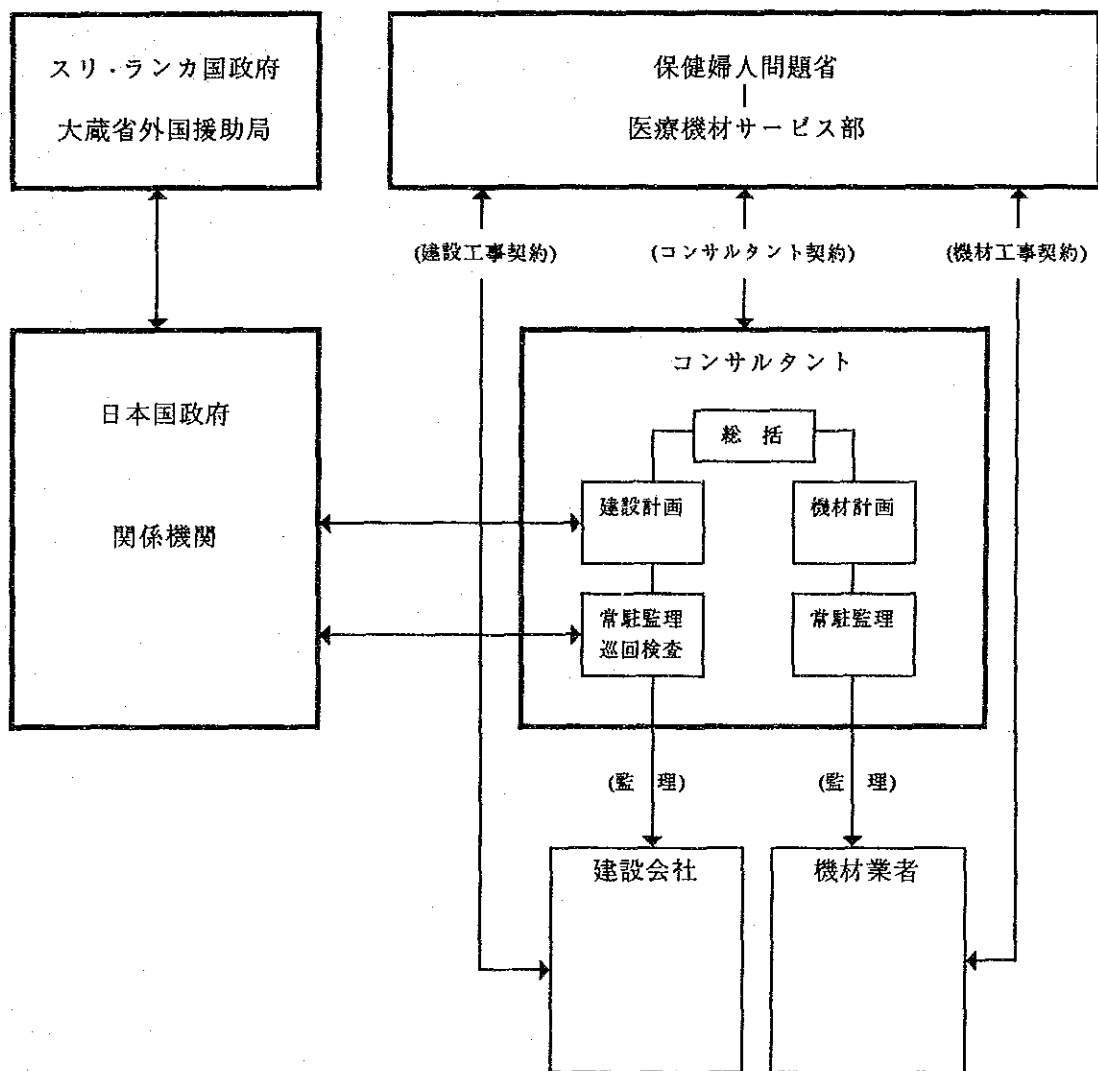 スリ・ランカ国政府
大蔵省外国援助局
保健婦人問題省
医療機材サービス部
(建設工事契約)
(コンサルタント契約)
(機材工事契約)
日本国政府
関係機関
コンサルタント
総 括
建設計画
機材計画
常駐監理
巡回検査
常駐監理
(監 理)
(監 理)
建設会社
機材業者